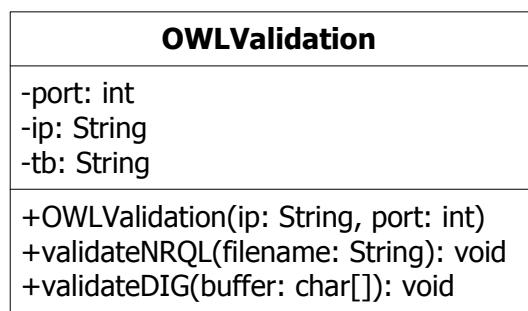 OWLValidation
-port: int
-ip: String
-tb: String
+OWLValidation(ip: String, port: int)
+validateNRQL(filename: String): void
+validateDIG(buffer: char[]): void